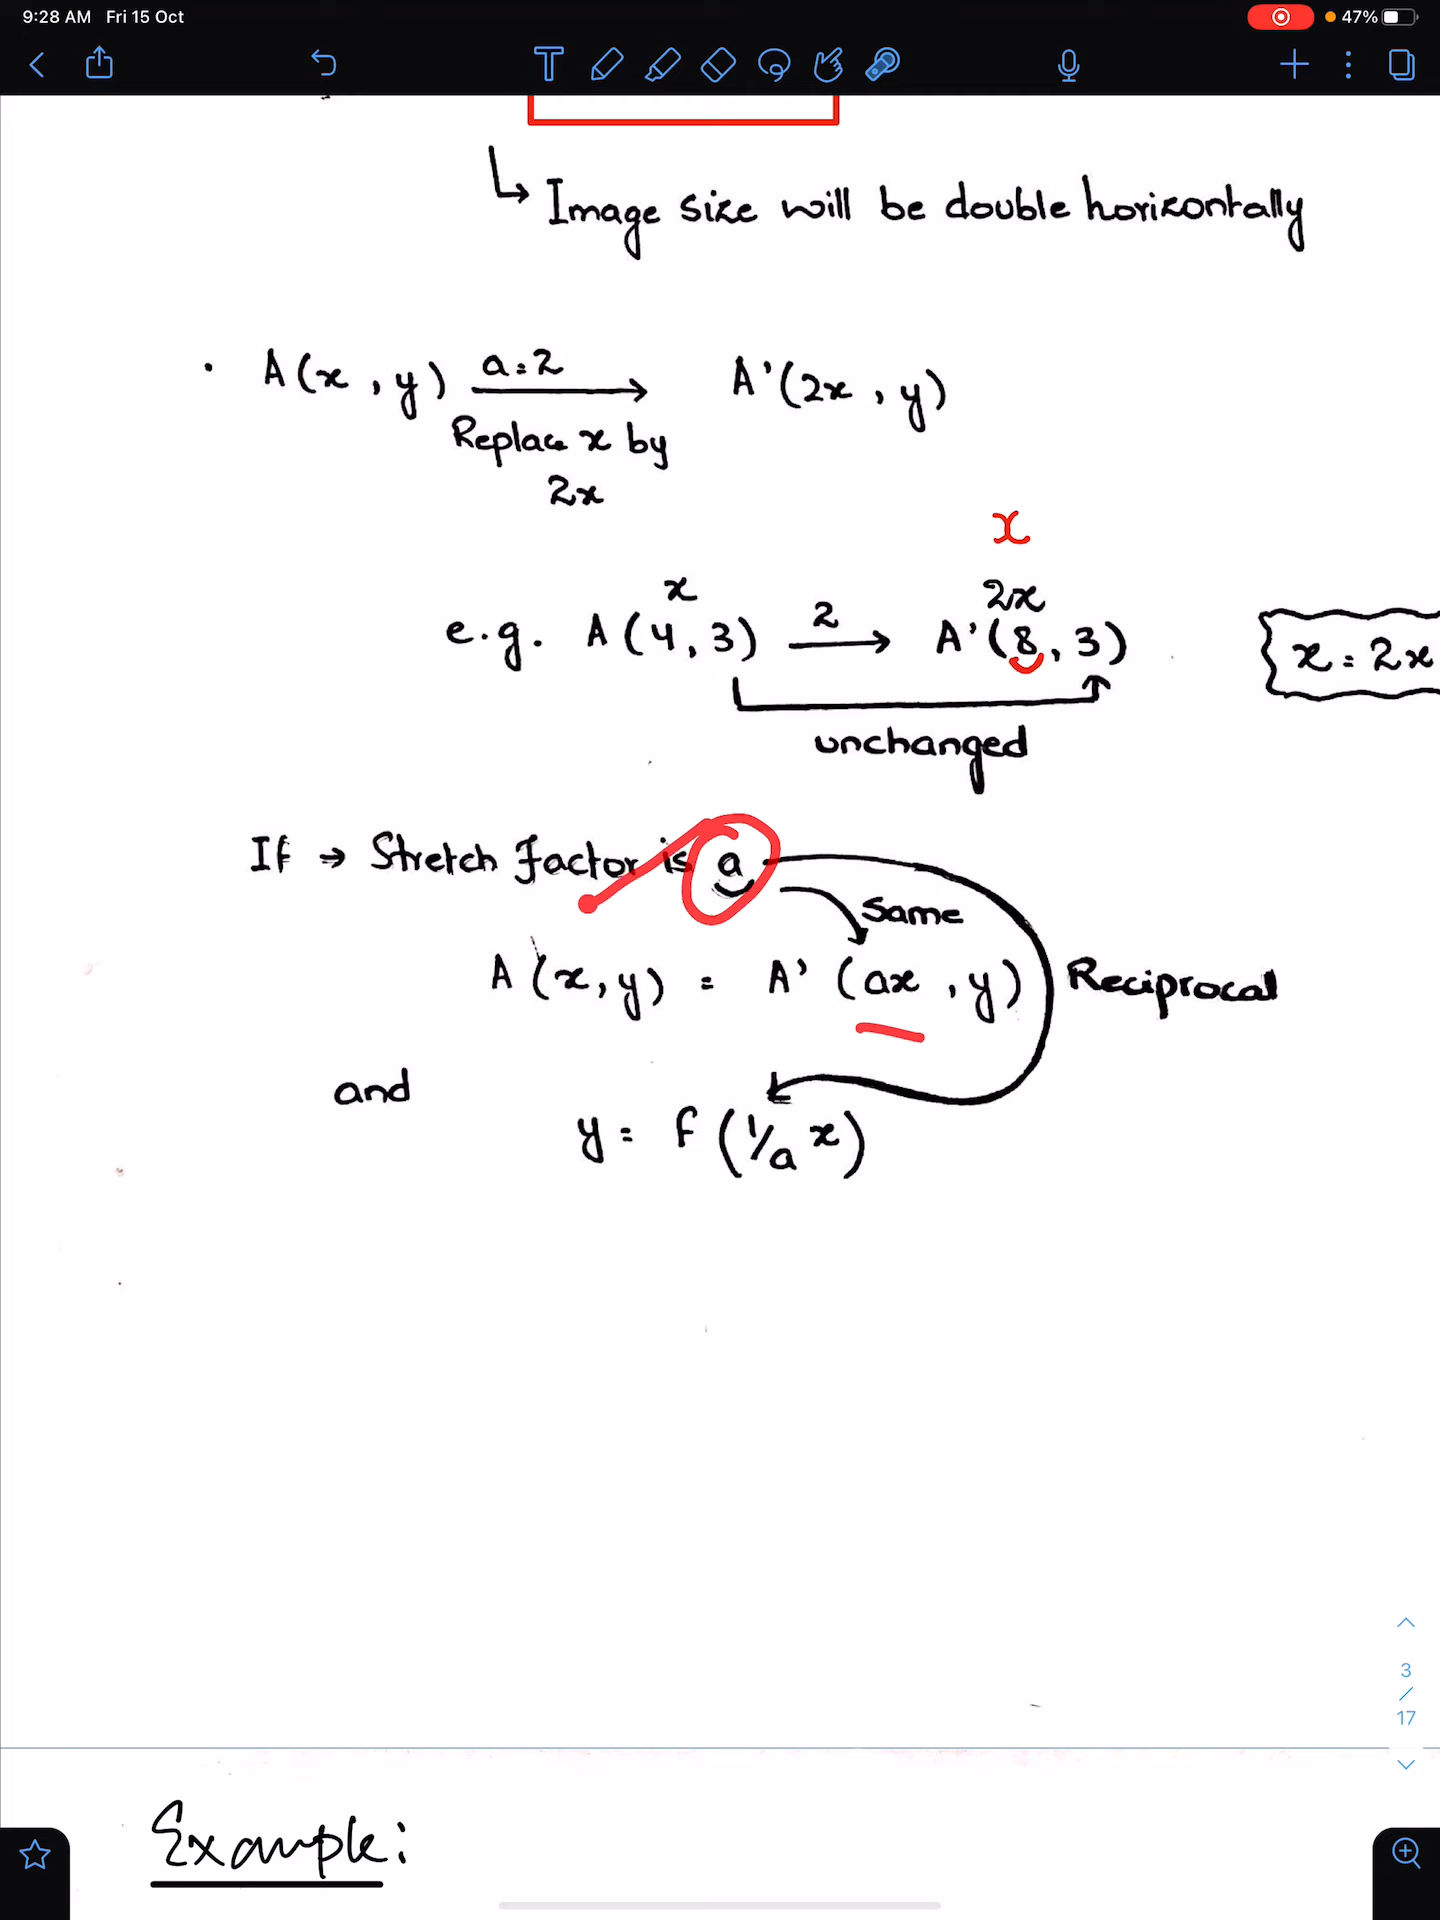 9:28 AM Fri 15 Oct
47%
Image size will be double horizontally
A(x, y) a=2 A'(2x, y)
Replace x by
2x
x
x 2x
e.g. A(4, 3) 2 A'(8, 3) x = 2x
unchanged
If → Stretch Factor is a
Same
A(x, y) = A'(ax, y) Reciprocal
and
y = f(1/a x)
3
/
17
Example: